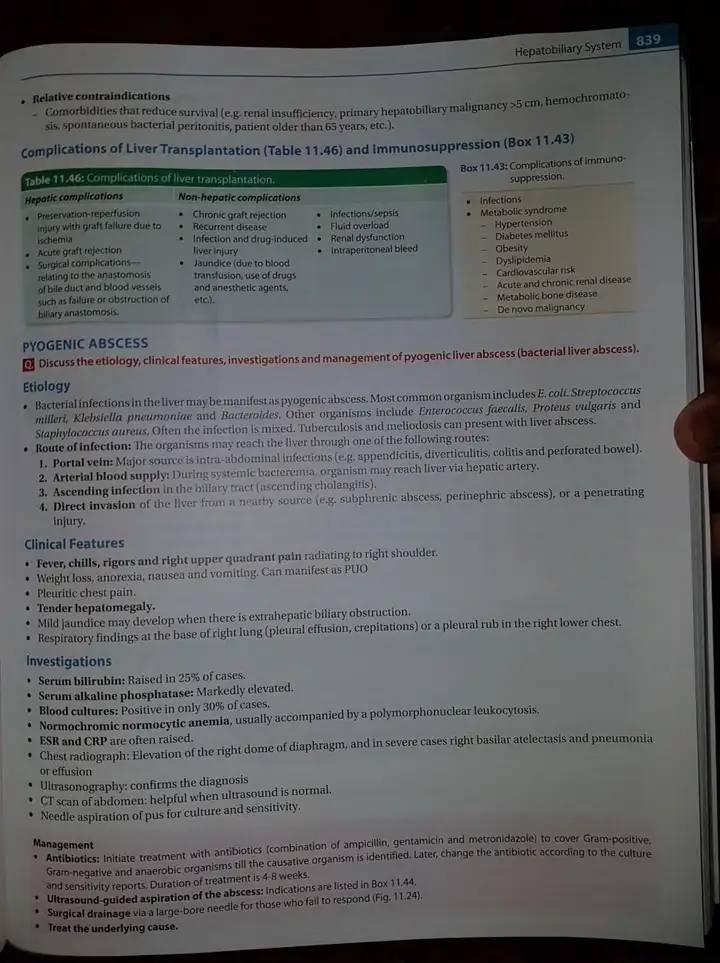 Hepatobiliary System 839
• Relative contraindications
– Comorbidities that reduce survival (e.g. renal insufficiency, primary hepatobiliary malignancy >5 cm, hemochromato-
sis, spontaneous bacterial peritonitis, patient older than 65 years, etc.).
Complications of Liver Transplantation (Table 11.46) and Immunosuppression (Box 11.43)
Table 11.46: Complications of liver transplantation.
Hepatic complications
• Preservation-reperfusion
injury with graft failure due to
ischemia
• Acute graft rejection
• Surgical complications—
relating to the anastomosis
of bile duct and blood vessels
such as failure or obstruction of
biliary anastomosis.
Non-hepatic complications
• Chronic graft rejection
• Recurrent disease
• Infection and drug-induced
liver injury
• Jaundice (due to blood
transfusion, use of drugs
and anesthetic agents,
etc.).
• Infections/sepsis
• Fluid overload
• Renal dysfunction
• Intraperitoneal bleed
Box 11.43: Complications of immuno-
suppression.
• Infections
• Metabolic syndrome
– Hypertension
– Diabetes mellitus
– Obesity
– Dyslipidemia
– Cardiovascular risk
– Acute and chronic renal disease
– Metabolic bone disease
– De novo malignancy
PYOGENIC ABSCESS
Q. Discuss the etiology, clinical features, investigations and management of pyogenic liver abscess (bacterial liver abscess).
Etiology
• Bacterial infections in the liver may be manifest as pyogenic abscess. Most common organism includes E. coli. Streptococcus
milleri, Klebsiella pneumoniae and Bacteroides. Other organisms include Enterococcus faecalis, Proteus vulgaris and
Staphylococcus aureus. Often the infection is mixed. Tuberculosis and meliodosis can present with liver abscess.
• Route of infection: The organisms may reach the liver through one of the following routes:
1. Portal vein: Major source is intra-abdominal infections (e.g. appendicitis, diverticulitis, colitis and perforated bowel).
2. Arterial blood supply: During systemic bacteremia, organism may reach liver via hepatic artery.
3. Ascending infection in the biliary tract (ascending cholangitis).
4. Direct invasion of the liver from a nearby source (e.g. subphrenic abscess, perinephric abscess), or a penetrating
injury.
Clinical Features
• Fever, chills, rigors and right upper quadrant pain radiating to right shoulder.
• Weight loss, anorexia, nausea and vomiting. Can manifest as PUO
• Pleuritic chest pain.
• Tender hepatomegaly.
• Mild jaundice may develop when there is extrahepatic biliary obstruction.
• Respiratory findings at the base of right lung (pleural effusion, crepitations) or a pleural rub in the right lower chest.
Investigations
• Serum bilirubin: Raised in 25% of cases.
• Serum alkaline phosphatase: Markedly elevated.
• Blood cultures: Positive in only 30% of cases.
• Normochromic normocytic anemia, usually accompanied by a polymorphonuclear leukocytosis.
• ESR and CRP are often raised.
• Chest radiograph: Elevation of the right dome of diaphragm, and in severe cases right basilar atelectasis and pneumonia
or effusion
• Ultrasonography: confirms the diagnosis
• CT scan of abdomen: helpful when ultrasound is normal.
• Needle aspiration of pus for culture and sensitivity.
Management
• Antibiotics: Initiate treatment with antibiotics (combination of ampicillin, gentamicin and metronidazole) to cover Gram-positive,
Gram-negative and anaerobic organisms till the causative organism is identified. Later, change the antibiotic according to the culture
and sensitivity reports. Duration of treatment is 4-8 weeks.
• Ultrasound-guided aspiration of the abscess: Indications are listed in Box 11.44.
• Surgical drainage via a large-bore needle for those who fail to respond (Fig. 11.24).
• Treat the underlying cause.